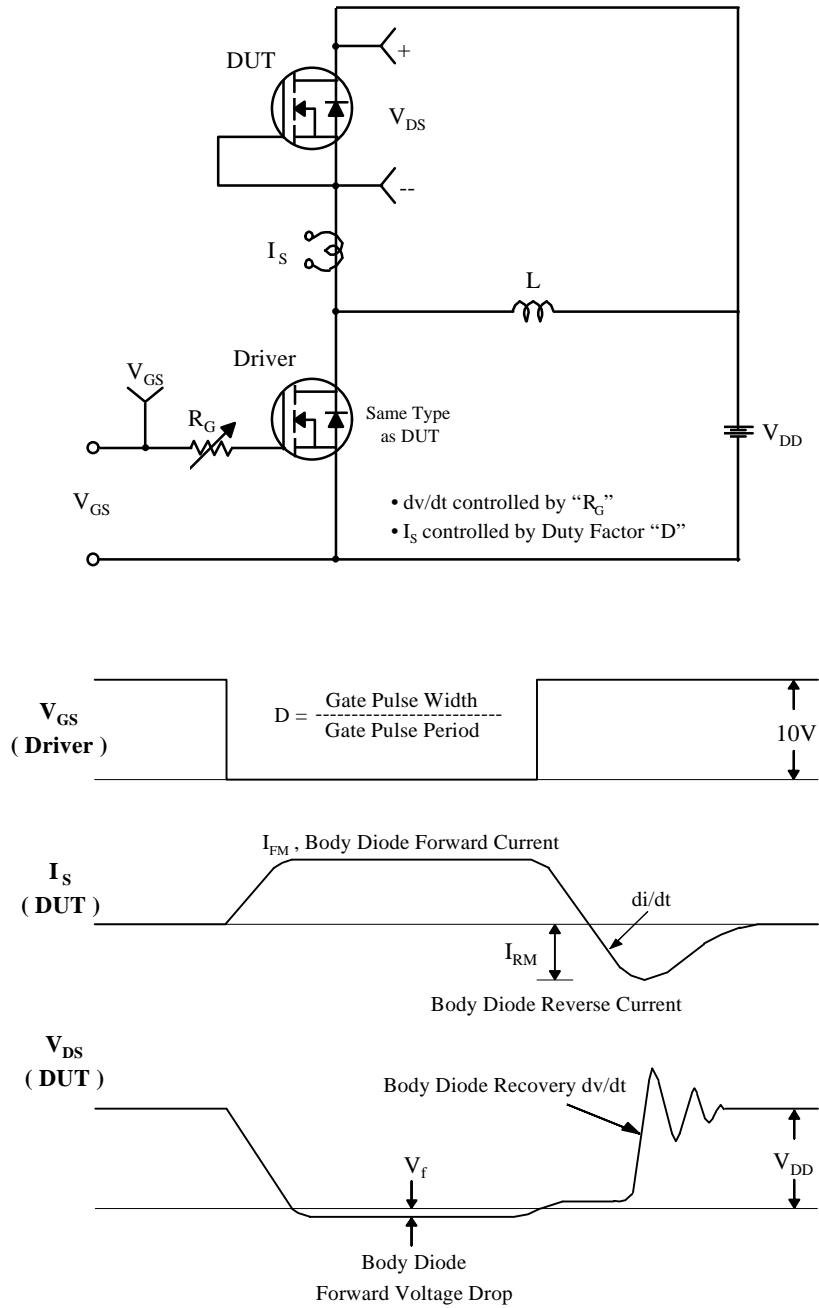 DUT
+
V_DS
--
I_S
L
Driver
V_GS
R_G
Same Type
as DUT
V_DD
V_GS
• dv/dt controlled by “R_G”
• I_S controlled by Duty Factor “D”
V_GS
( Driver )
D = Gate Pulse Width
--------------------------
Gate Pulse Period
10V
I_FM , Body Diode Forward Current
I_S
( DUT )
di/dt
I_RM
Body Diode Reverse Current
V_DS
( DUT )
Body Diode Recovery dv/dt
V_f
V_DD
Body Diode
Forward Voltage Drop